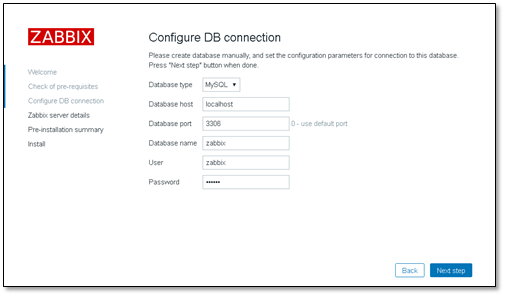 ZABBIX
Configure DB connection
Please create database manually, and set the configuration parameters for connection to this database.
Press "Next step" button when done.
Welcome
Check of pre-requisites
Configure DB connection
Zabbix server details
Pre-installation summary
Install
Database type MySQL
Database host localhost
Database port 3306 0 - use default port
Database name zabbix
User zabbix
Password ••••••
Back Next step